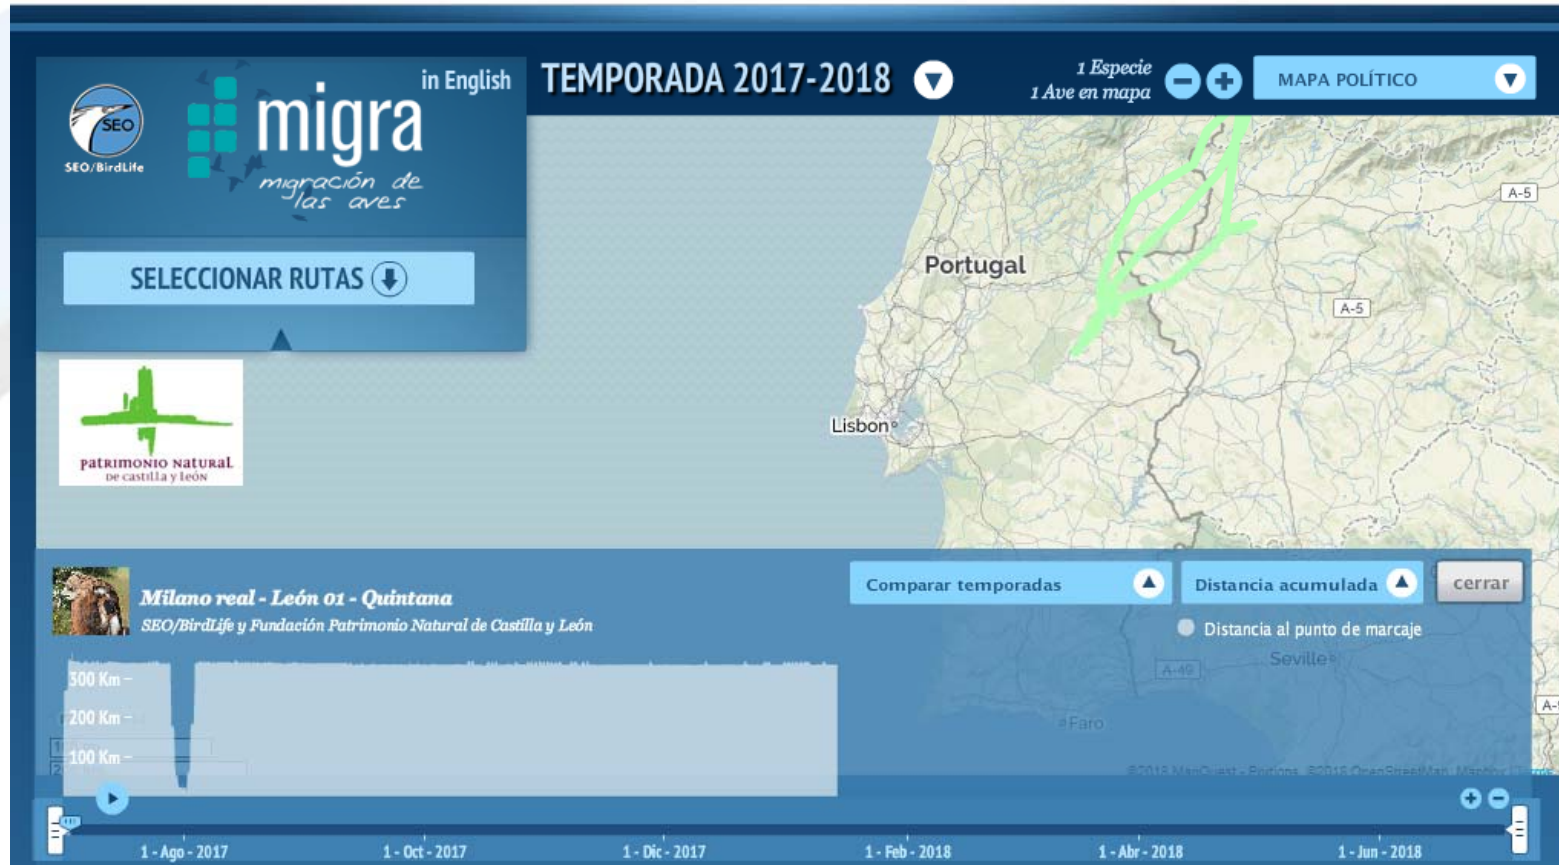 in English
TEMPORADA 2017-2018
1 Especie
1 Ave en mapa
MAPA POLÍTICO
SEO
SEO/BirdLife
migra
migración de
las aves
SELECCIONAR RUTAS
PATRIMONIO NATURAL
DE CASTILLA Y LEÓN
A-5
Portugal
A-5
Lisbon
Milano real - León 01 - Quintana
SEO/BirdLife y Fundación Patrimonio Natural de Castilla y León
Comparar temporadas
Distancia acumulada
cerrar
Distancia al punto de marcaje
Seville
A-49
300 Km
200 Km
100 Km
Faro
1 - Ago - 2017
1 - Oct - 2017
1 - Dic - 2017
1 - Feb - 2018
1 - Abr - 2018
1 - Jun - 2018